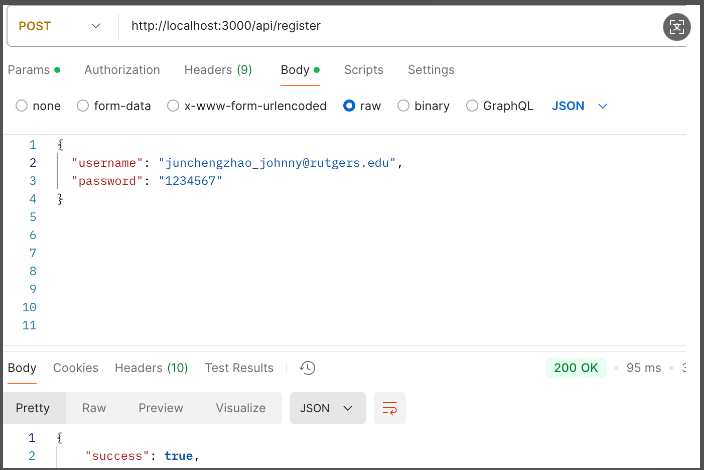 POST http://localhost:3000/api/register
Params Authorization Headers (9) Body Scripts Settings
none form-data x-www-form-urlencoded raw binary GraphQL JSON
1 {
2 "username": "junchengzhao_johnny@rutgers.edu",
3 "password": "1234567"
4 }
5
6
7
8
9
10
11
Body Cookies Headers (10) Test Results 200 OK 95 ms
Pretty Raw Preview Visualize JSON
1 {
2 "success": true,